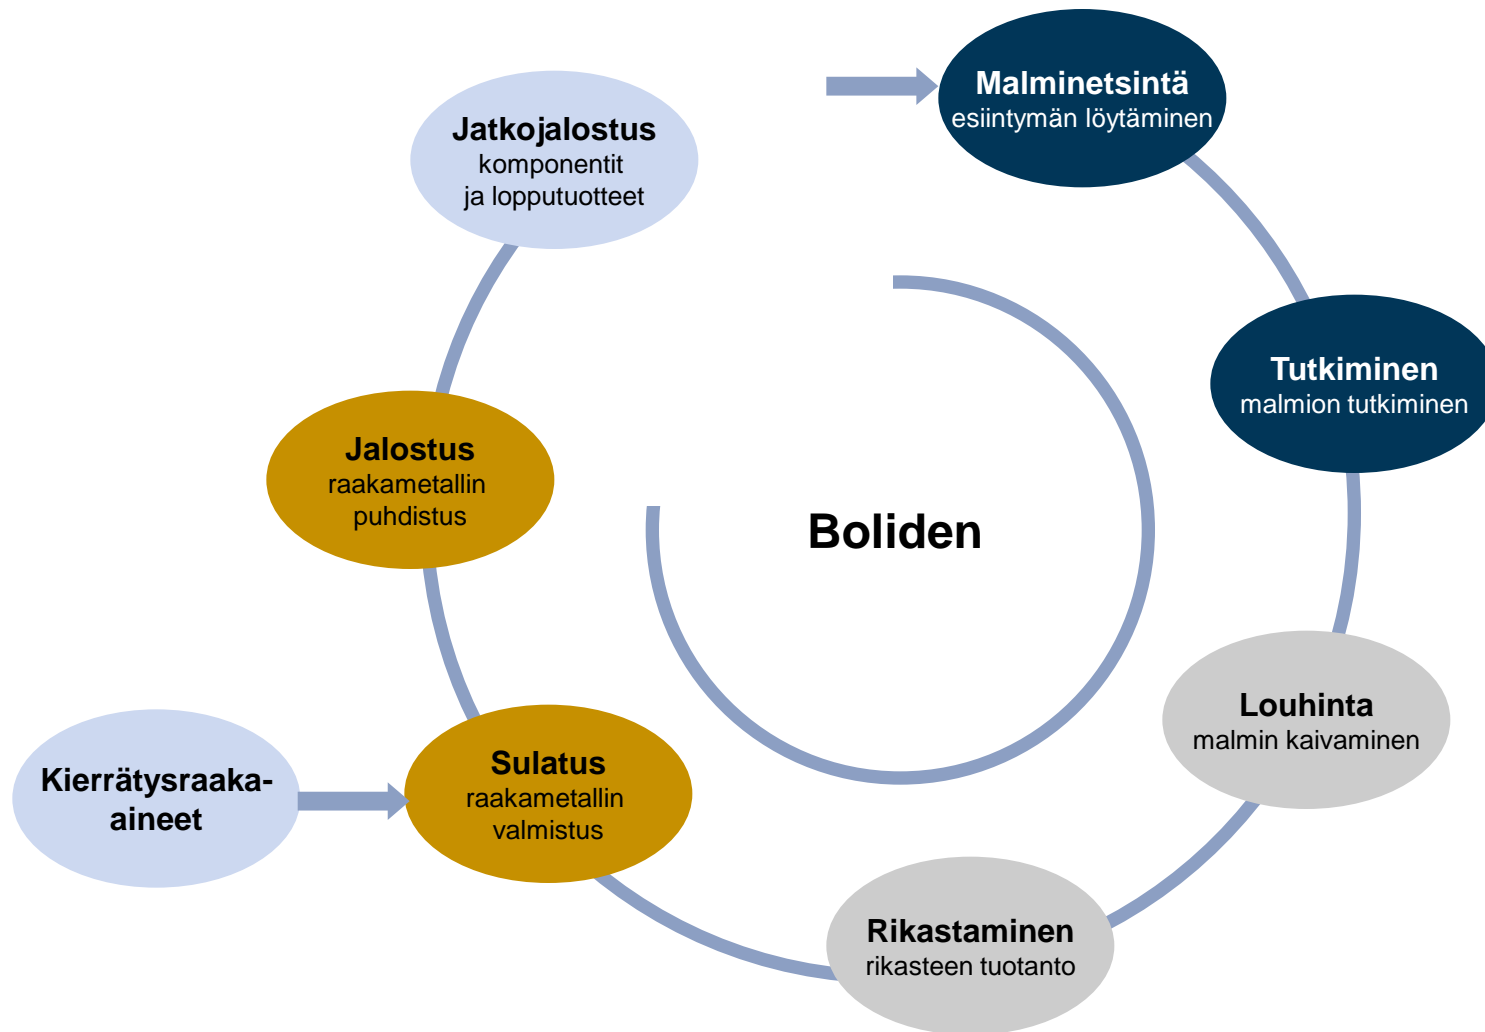 Malminetsintä
esiintymän löytäminen
Tutkiminen
malmion tutkiminen
Louhinta
malmin kaivaminen
Rikastaminen
rikasteen tuotanto
Sulatus
raakametallin
valmistus
Kierrätysraaka-
aineet
Jalostus
raakametallin
puhdistus
Jatkojalostus
komponentit
ja lopputuotteet
Boliden